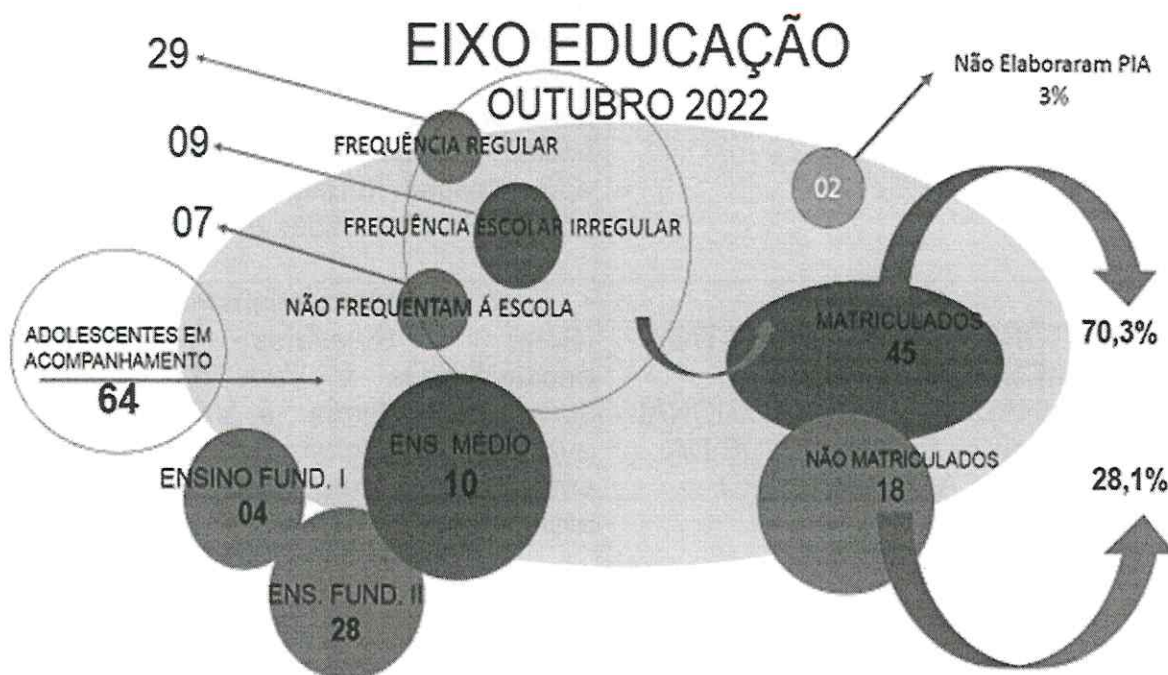 EIXO EDUCAÇÃO
OUTUBRO 2022
29
FREQUÊNCIA REGULAR
09
FREQUÊNCIA ESCOLAR IRREGULAR
07
NÃO FREQUENTAM Á ESCOLA
Não Elaboraram PIA
3%
02
ADOLESCENTES EM
ACOMPANHAMENTO
64
MATRICULADOS
45
70,3%
NÃO MATRICULADOS
18
28,1%
ENS. MÉDIO
10
ENSINO FUND. I
04
ENS. FUND. II
28